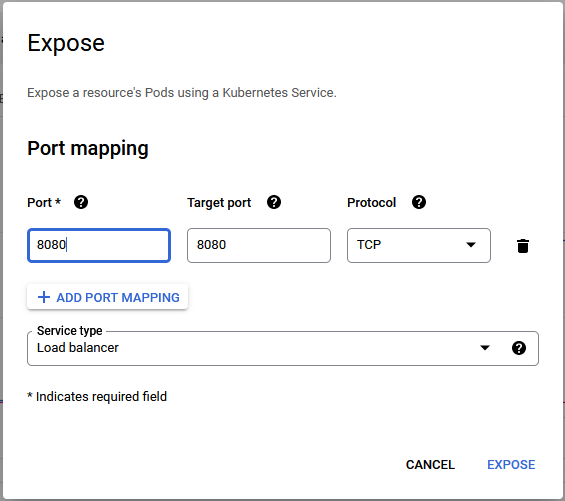 Expose
Expose a resource's Pods using a Kubernetes Service.
Port mapping
Port * ? Target port ? Protocol ?
8080 8080 TCP
+ ADD PORT MAPPING
Service type
Load balancer ?
* Indicates required field
CANCEL EXPOSE